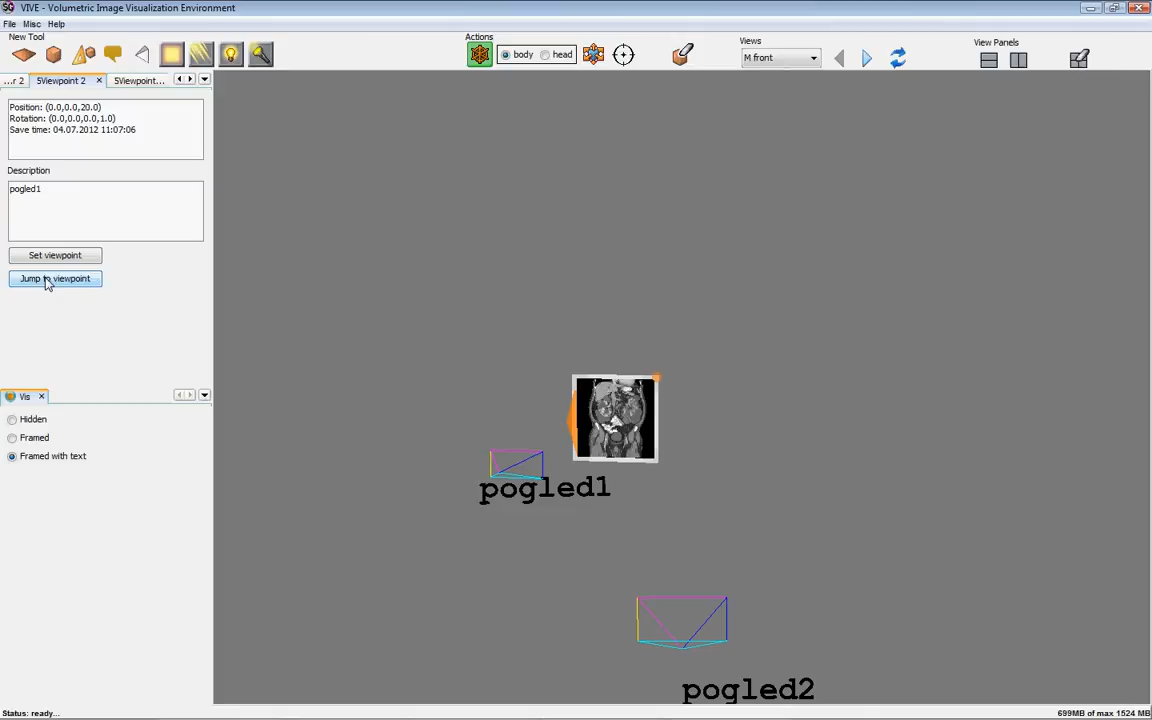 VIVE - Volumetric Image Visualization Environment
File Misc Help
New Tool
Actions
body
head
Views
M front
View Panels
...r 2
5Viewpoint 2
5Viewpoint...
Position: (0.0,0.0,20.0)
Rotation: (0.0,0.0,0.0,1.0)
Save time: 04.07.2012 11:07:06
Description
pogled1
Set viewpoint
Jump to viewpoint
Vis
Hidden
Framed
Framed with text
pogled1
pogled2
Status: ready...
699MB of max 1524 MB